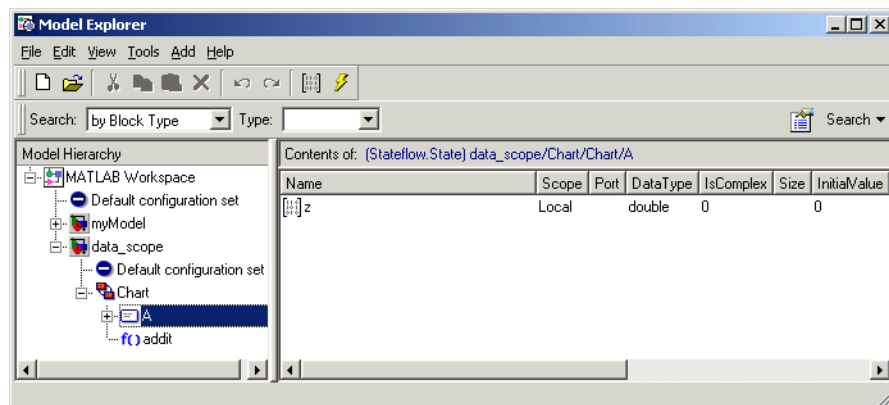 Model Explorer
File Edit View Tools Add Help
Search: by Block Type Type: Search
Model Hierarchy
Contents of: (Stateflow.State) data_scope/Chart/Chart/A
MATLAB Workspace
Default configuration set
myModel
data_scope
Default configuration set
Chart
A
f() addit
Name Scope Port DataType IsComplex Size InitialValue
z Local double 0 0